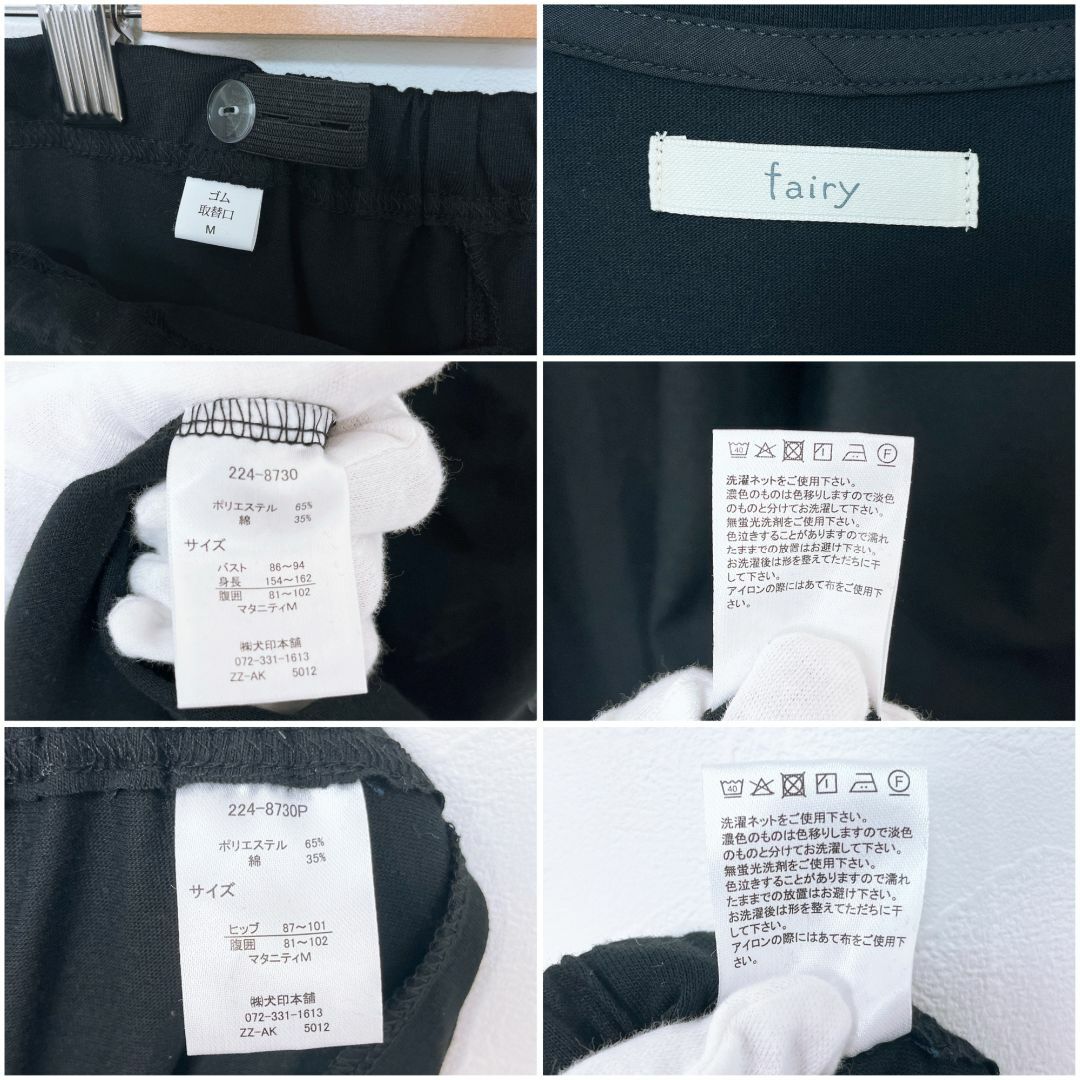 ゴム
取替口
M
fairy
224-8730
ポリエステル 65%
綿 35%
サイズ
バスト 86～94
身長 154～162
腹囲 81～102
マタニティM
㈱犬印本舗
072-331-1613
ZZ-AK 5012
40 F
洗濯ネットをご使用下さい。
濃色のものは色移りしますので淡色
のものと分けてお洗濯して下さい。
無蛍光洗剤をご使用下さい。
色泣きすることがありますので濡れ
たままでの放置はお避け下さい。
お洗濯後は形を整えてただちに干
して下さい。
アイロンの際にはあて布をご使用下
さい。
224-8730P
ポリエステル 65%
綿 35%
サイズ
ヒップ 87～101
腹囲 81～102
マタニティM
㈱犬印本舗
072-331-1613
ZZ-AK 5012
40 F
洗濯ネットをご使用下さい。
濃色のものは色移りしますので淡色
のものと分けてお洗濯して下さい。
無蛍光洗剤をご使用下さい。
色泣きすることがありますので濡れ
たままでの放置はお避け下さい。
お洗濯後は形を整えてただちに干
して下さい。
アイロンの際にはあて布をご使用下
さい。